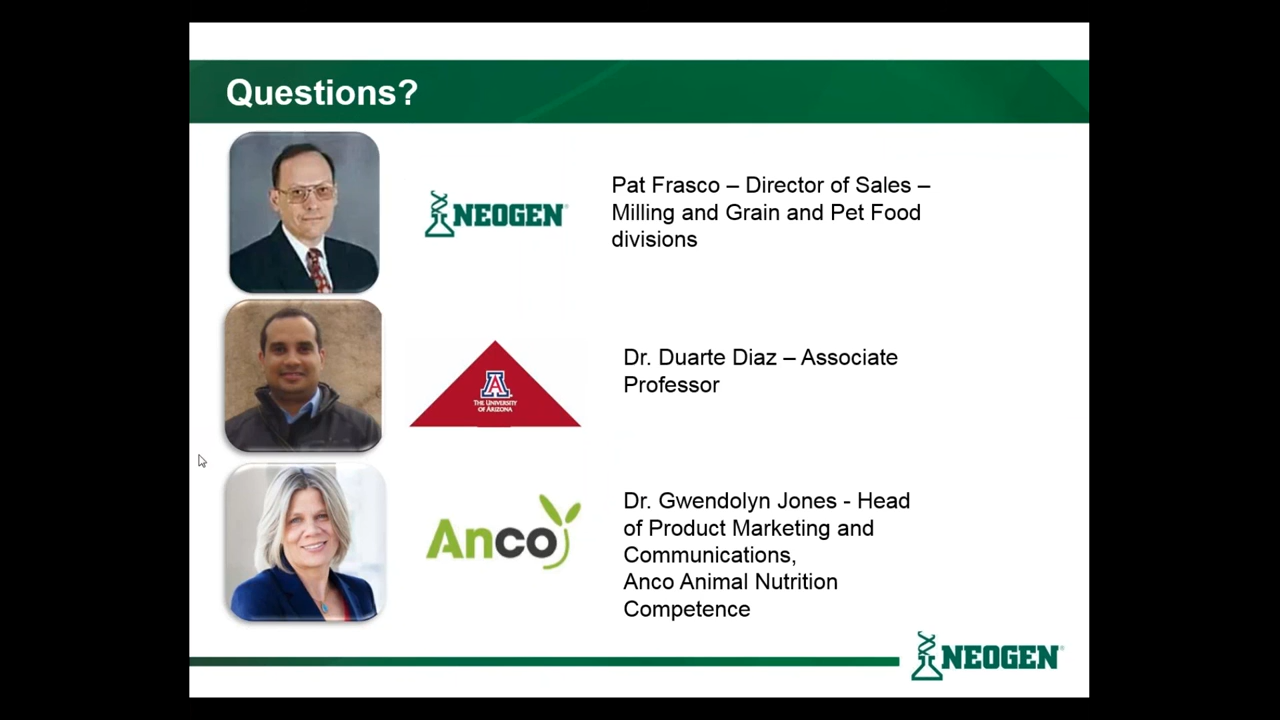 Questions?
NEOGEN
Pat Frasco – Director of Sales –
Milling and Grain and Pet Food
divisions
A
THE UNIVERSITY
OF ARIZONA
Dr. Duarte Diaz – Associate
Professor
Anco
Dr. Gwendolyn Jones - Head
of Product Marketing and
Communications,
Anco Animal Nutrition
Competence
NEOGEN